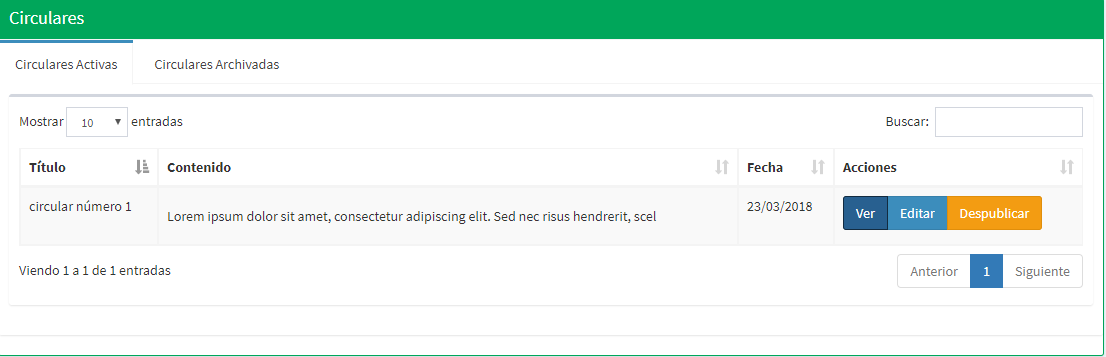 Circulares
Circulares Activas Circulares Archivadas
Mostrar 10 entradas Buscar:
Título Contenido Fecha Acciones
circular número 1 Lorem ipsum dolor sit amet, consectetur adipiscing elit. Sed nec risus hendrerit, scel 23/03/2018 Ver Editar Despublicar
Viendo 1 a 1 de 1 entradas Anterior 1 Siguiente